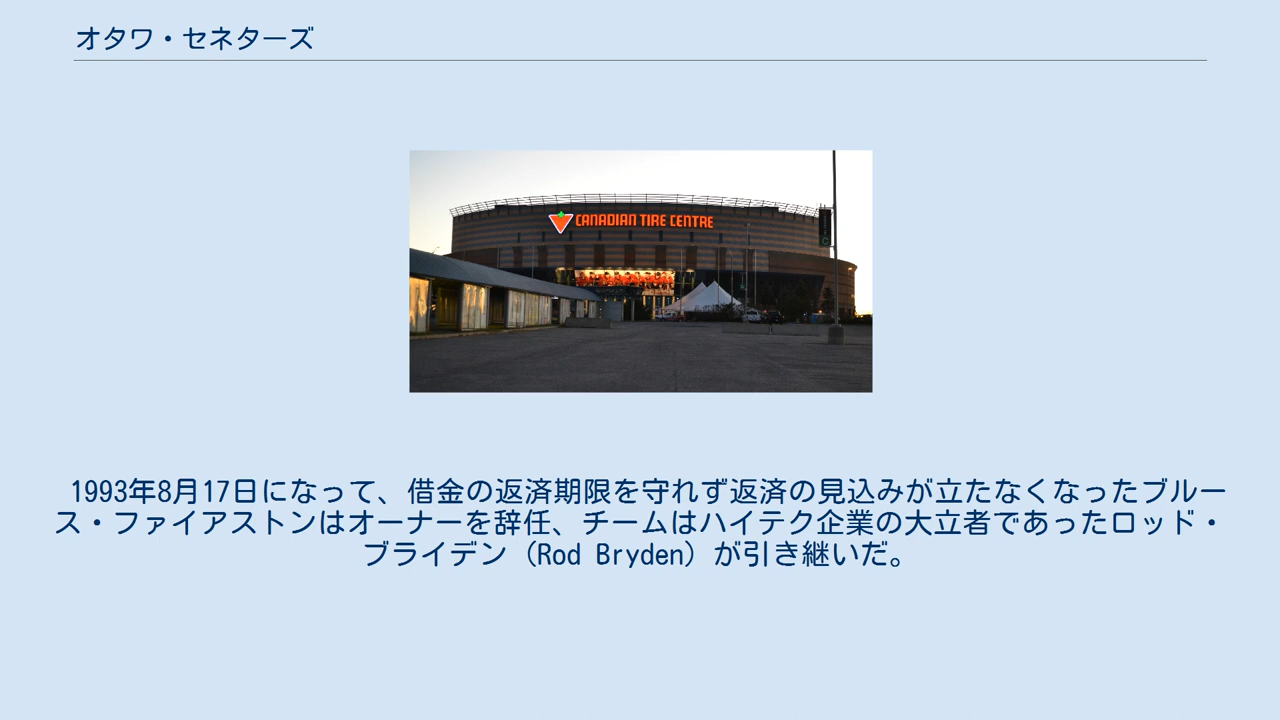 オタワ・セネターズ
CANADIAN TIRE CENTRE
1993年8月17日になって、借金の返済期限を守れず返済の見込みが立たなくなったブルー
ス・ファイアストンはオーナーを辞任、チームはハイテク企業の大立者であったロッド・
ブライデン（Rod Bryden）が引き継いだ。